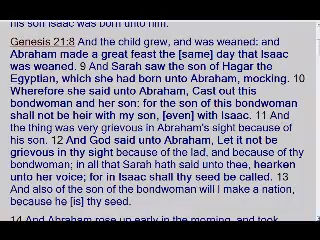 his son Isaac was born unto him.
Genesis 21:8 And the child grew, and was weaned: and
Abraham made a great feast the [same] day that Isaac
was weaned. 9 And Sarah saw the son of Hagar the
Egyptian, which she had born unto Abraham, mocking. 10
Wherefore she said unto Abraham, Cast out this
bondwoman and her son: for the son of this bondwoman
shall not be heir with my son, [even] with Isaac. 11 And
the thing was very grievous in Abraham's sight because of
his son. 12 And God said unto Abraham, Let it not be
grievous in thy sight because of the lad, and because of thy
bondwoman; in all that Sarah hath said unto thee, hearken
unto her voice; for in Isaac shall thy seed be called. 13
And also of the son of the bondwoman will I make a nation,
because he [is] thy seed.
14 And Abraham rose up early in the morning, and took